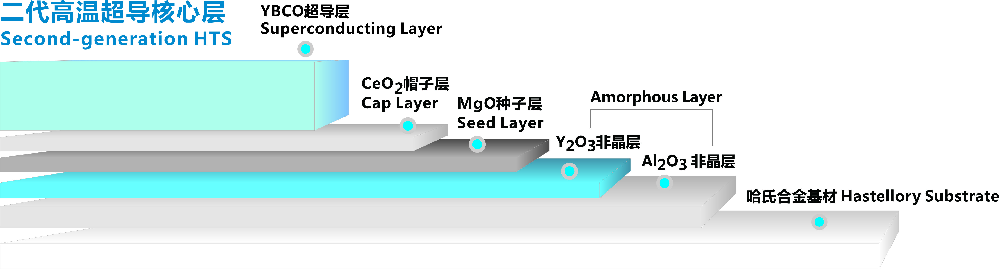 二代高温超导核心层
Second-generation HTS
YBCO超导层
Superconducting Layer
CeO₂帽子层
Cap Layer
MgO种子层
Seed Layer
Amorphous Layer
Y₂O₃非晶层
Al₂O₃ 非晶层
哈氏合金基材 Hastellory Substrate